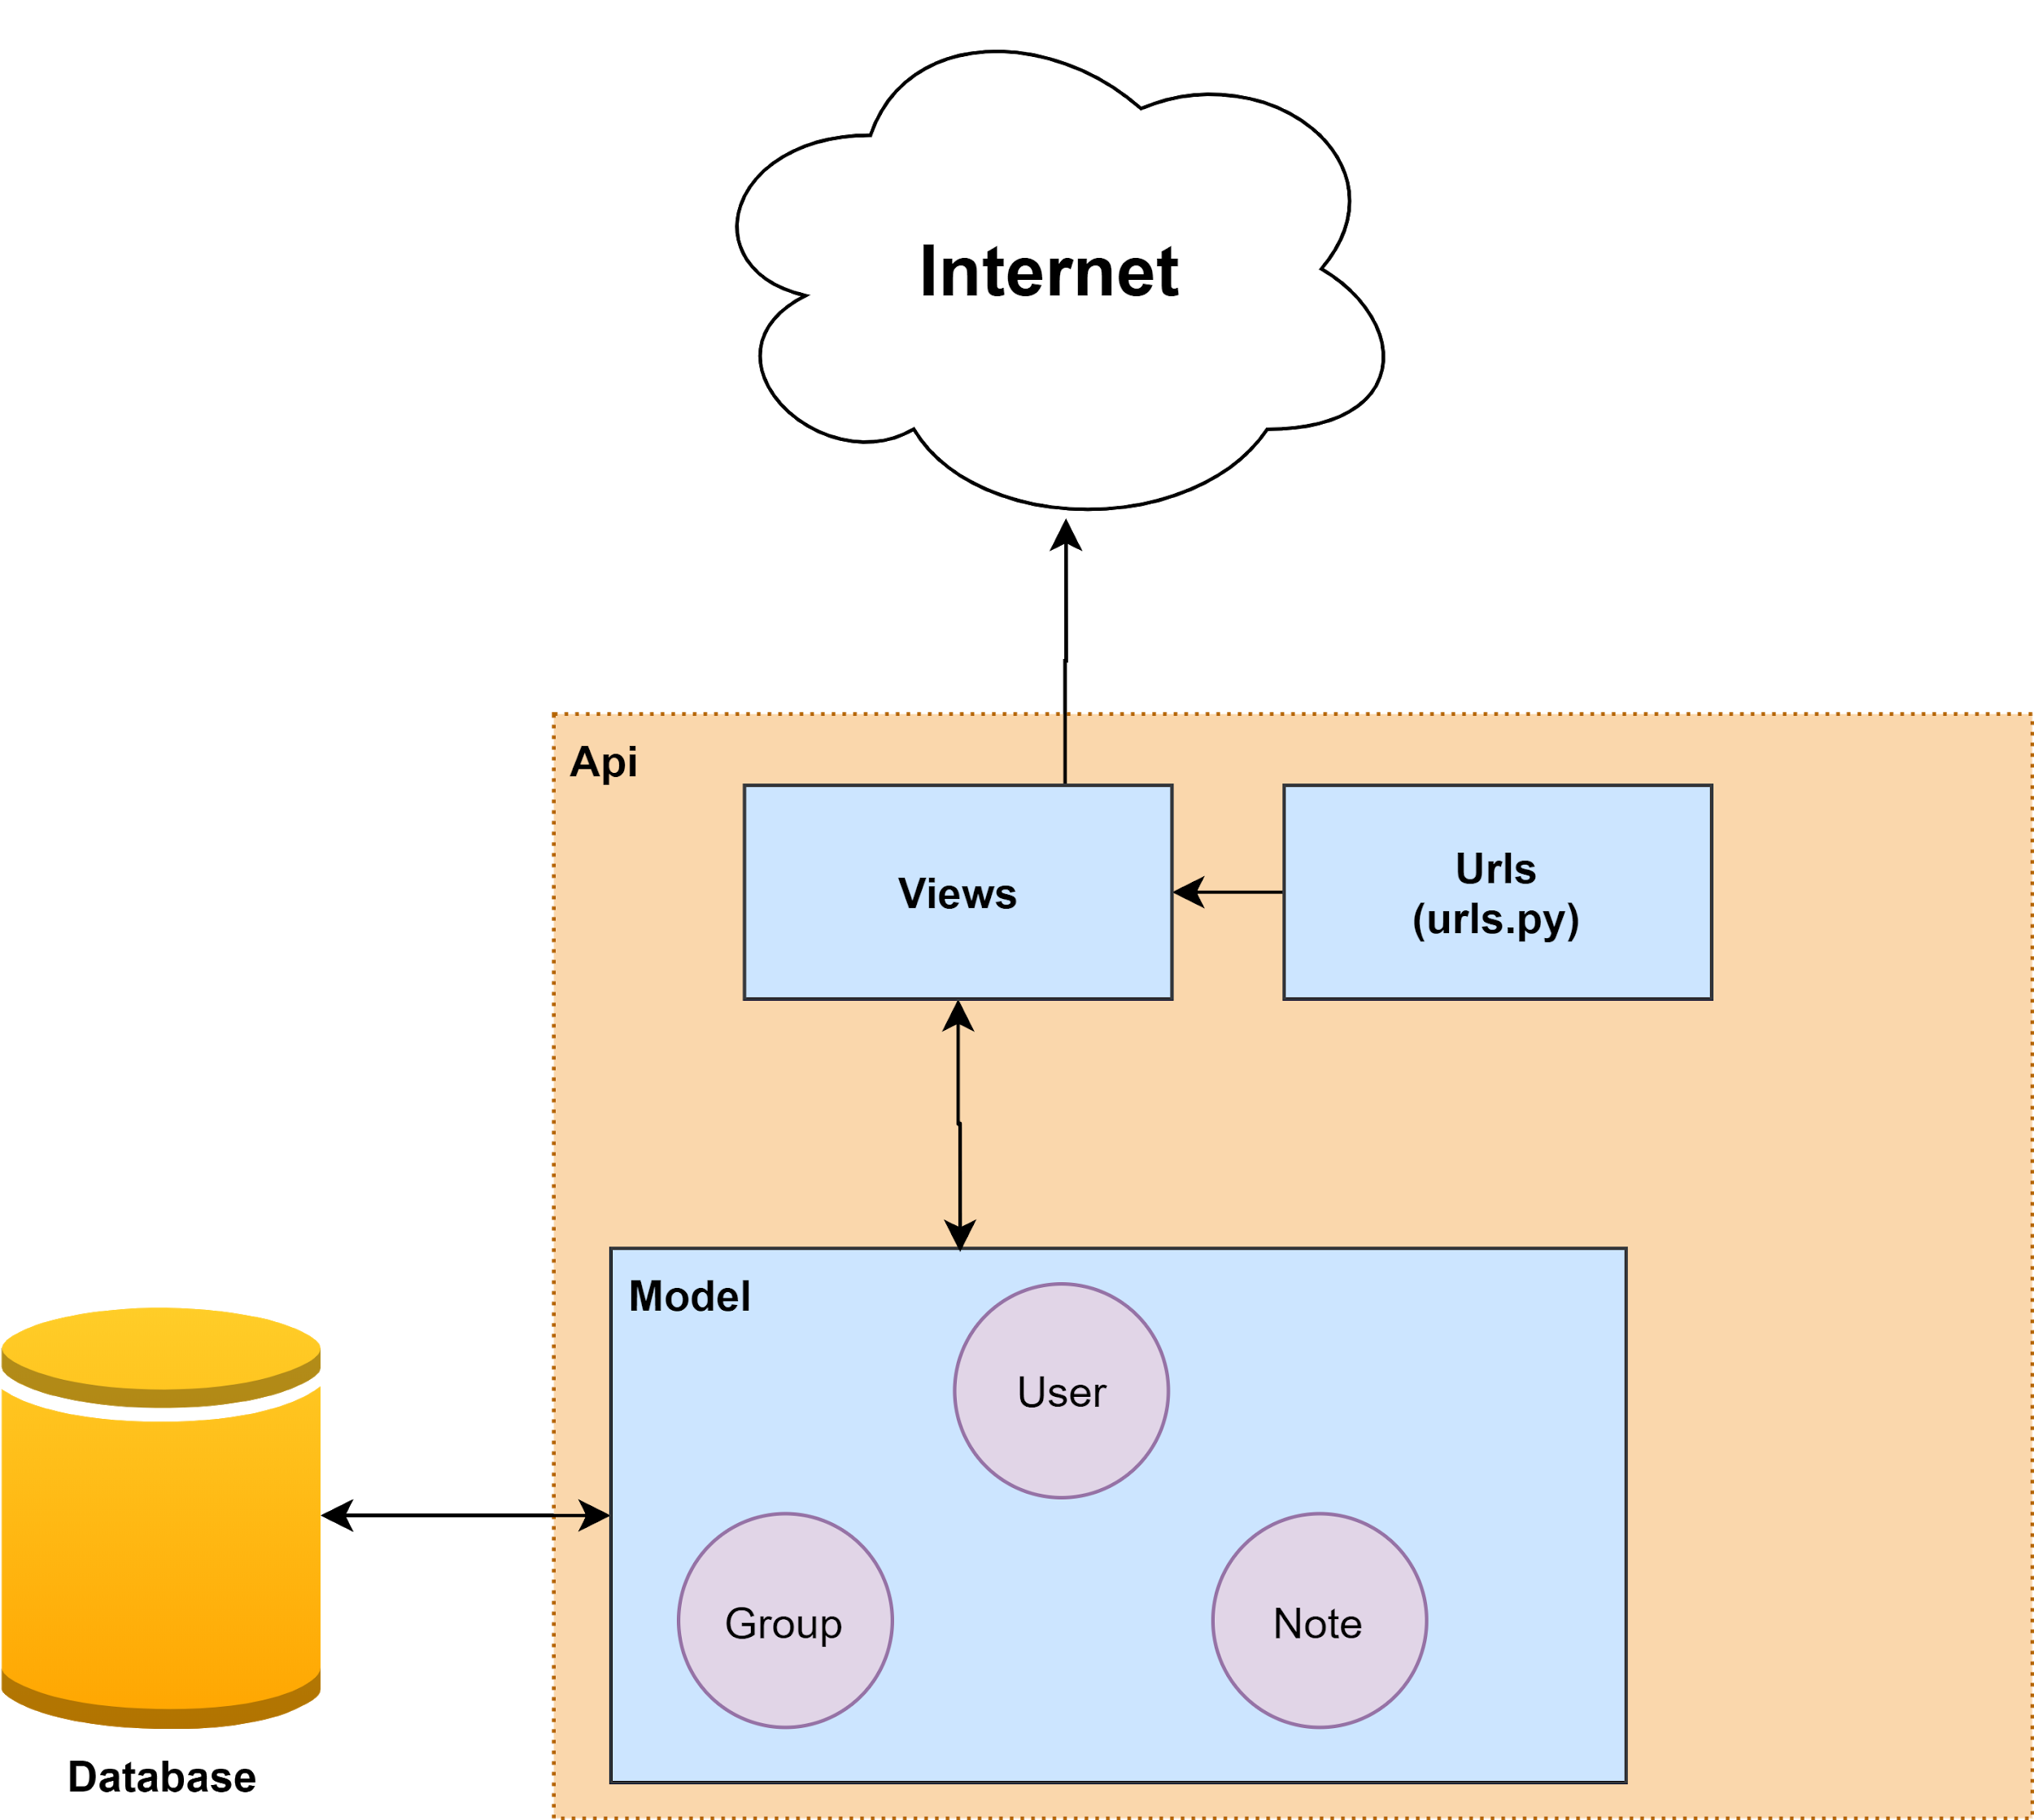 Internet
Api
Views
Urls
(urls.py)
Model
User
Group
Note
Database